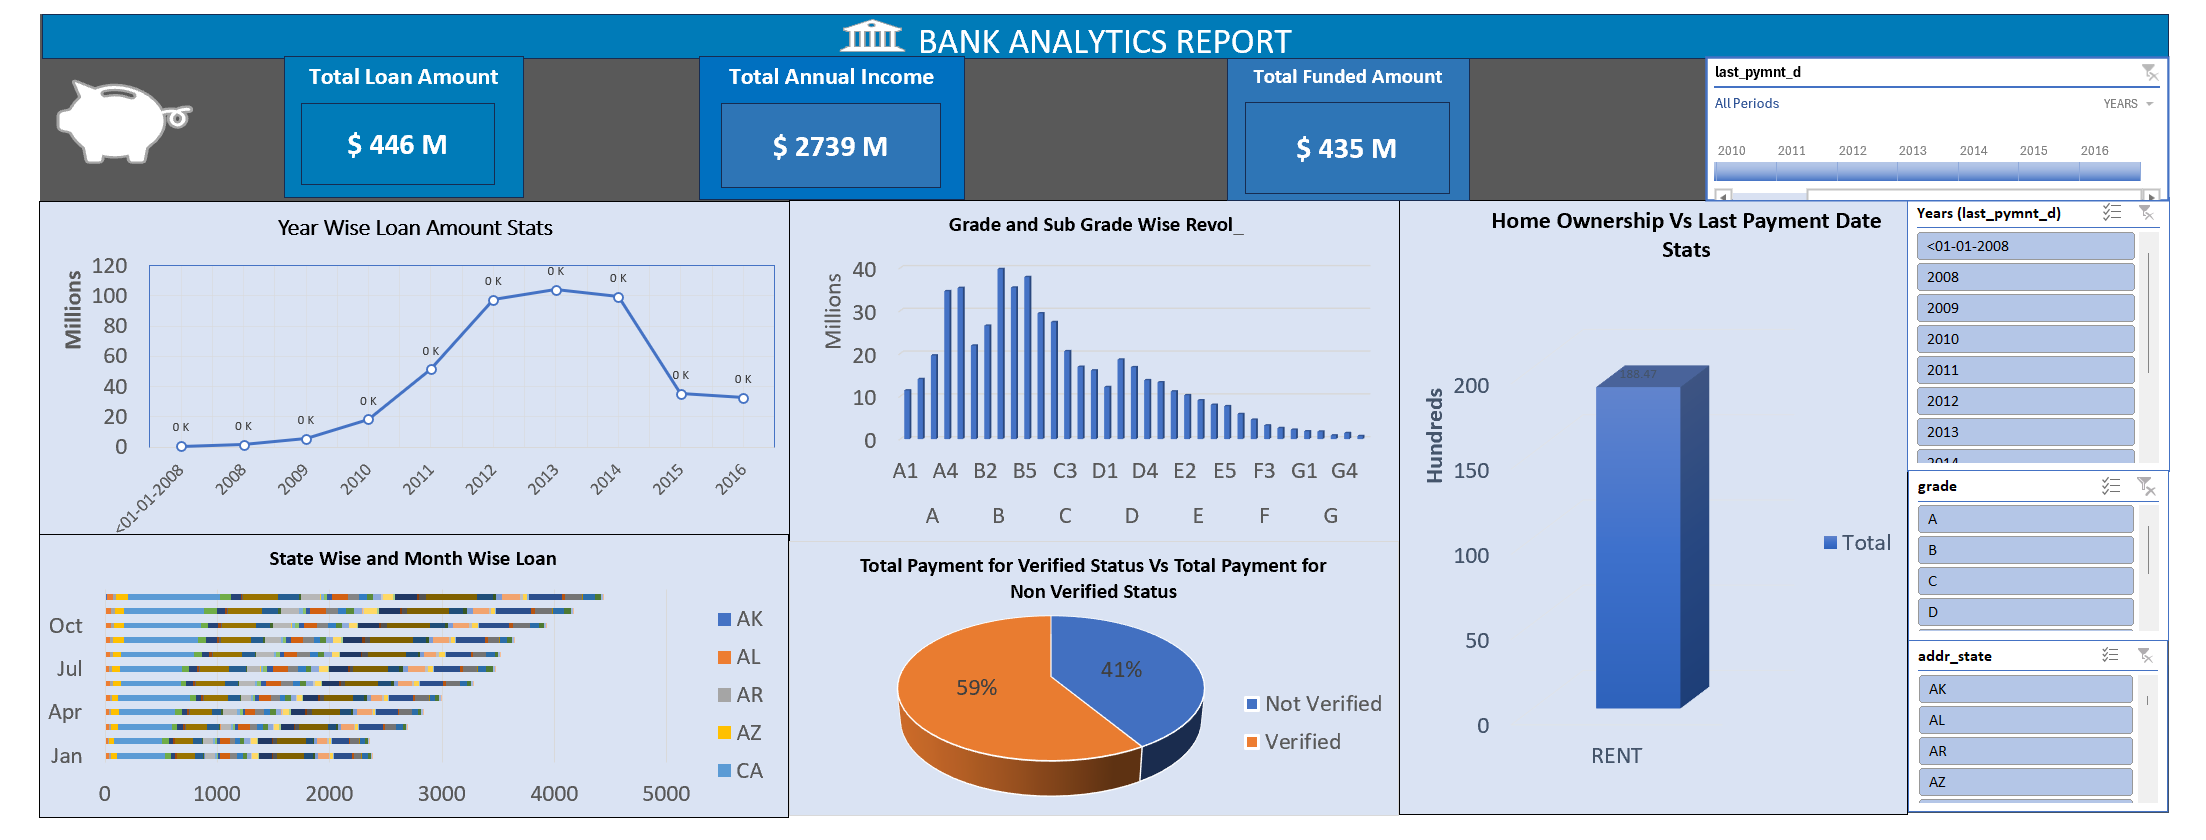 BANK ANALYTICS REPORT
Total Loan Amount
$ 446 M
Total Annual Income
$ 2739 M
Total Funded Amount
$ 435 M
last_pymnt_d
All Periods
YEARS
2010 2011 2012 2013 2014 2015 2016
Year Wise Loan Amount Stats
Millions
120
100
80
60
40
20
0
0 K 0 K 0 K 0 K 0 K 0 K 0 K 0 K 0 K 0 K
<01-01-2008 2008 2009 2010 2011 2012 2013 2014 2015 2016
Grade and Sub Grade Wise Revol_
Millions
40
30
20
10
0
A1 A4 B2 B5 C3 D1 D4 E2 E5 F3 G1 G4
A B C D E F G
Home Ownership Vs Last Payment Date
Stats
Hundreds
200
150
100
50
0
188.47
RENT
Total
Years (last_pymnt_d)
<01-01-2008
2008
2009
2010
2011
2012
2013
2014
State Wise and Month Wise Loan
Oct
Jul
Apr
Jan
0 1000 2000 3000 4000 5000
AK
AL
AR
AZ
CA
Total Payment for Verified Status Vs Total Payment for
Non Verified Status
41%
59%
Not Verified
Verified
grade
A
B
C
D
addr_state
AK
AL
AR
AZ